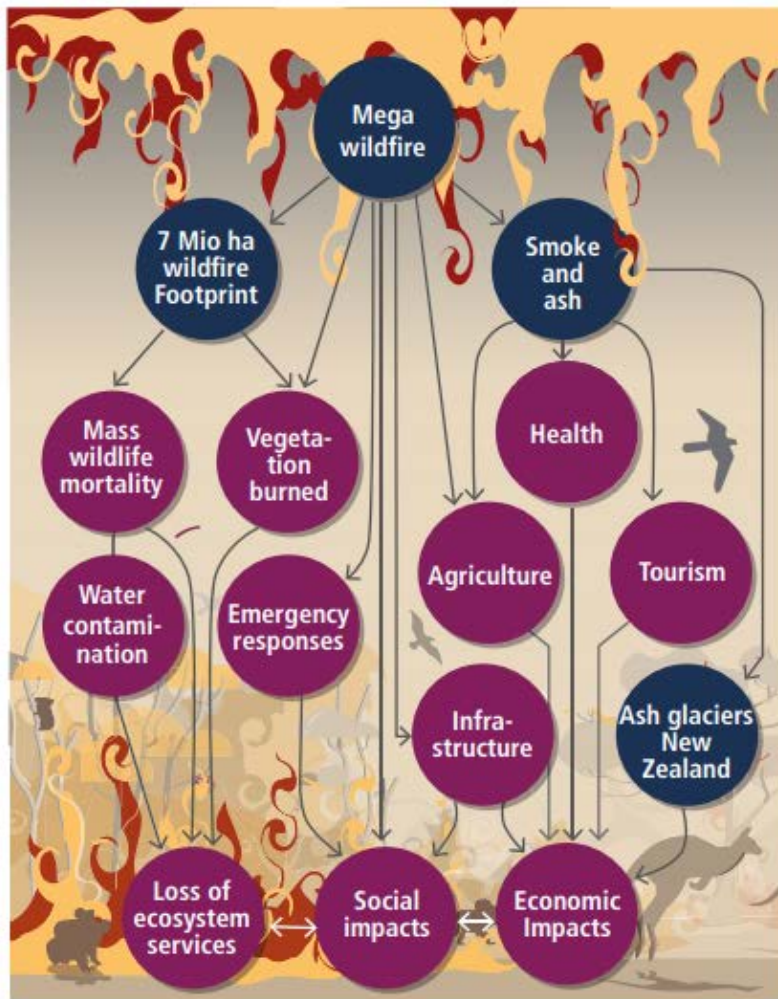 Mega
wildfire
7 Mio ha
wildfire
Footprint
Smoke
and
ash
Mass
wildlife
mortality
Vegeta-
tion
burned
Health
Water
contami-
nation
Emergency
responses
Agriculture
Tourism
Infra-
structure
Ash glaciers
New
Zealand
Loss of
ecosystem
services
Social
impacts
Economic
Impacts